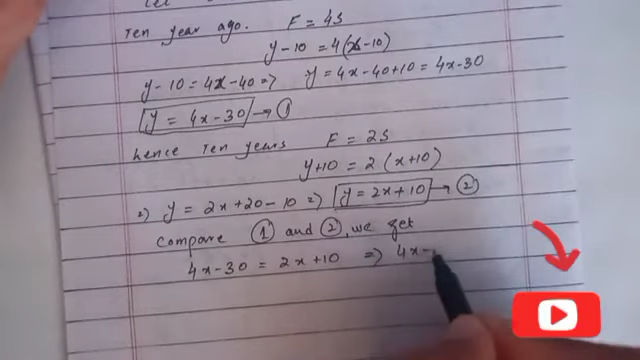 Let
Ten year ago. F = 4S
y-10 = 4(x-10)
y-10 = 4x-40 => y = 4x-40+10 = 4x-30
y = 4x-30 → ①
hence Ten years F = 2S
y+10 = 2 (x+10)
=) y = 2x+20-10 =) y = 2x+10 → ②
Compare ① and ②, we get
4x-30 = 2x+10 => 4x-